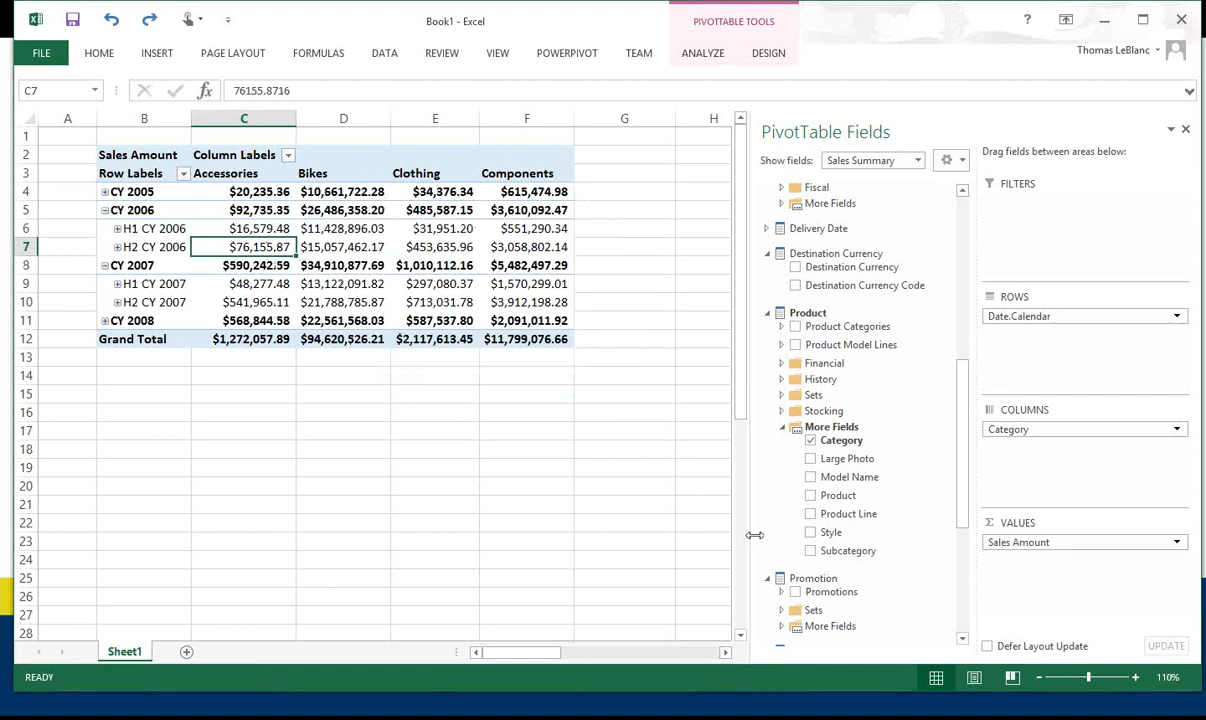 Book1 - Excel
PIVOTTABLE TOOLS
?
FILE HOME INSERT PAGE LAYOUT FORMULAS DATA REVIEW VIEW POWERPIVOT TEAM ANALYZE DESIGN
Thomas LeBlanc
C7 fx 76155.8716
A B C D E F G H
1
2 Sales Amount Column Labels
3 Row Labels Accessories Bikes Clothing Components
4 CY 2005 $20,235.36 $10,661,722.28 $34,376.34 $615,474.98
5 CY 2006 $92,735.35 $26,486,358.20 $485,587.15 $3,610,092.47
6 H1 CY 2006 $16,579.48 $11,428,896.03 $31,951.20 $551,290.34
7 H2 CY 2006 $76,155.87 $15,057,462.17 $453,635.96 $3,058,802.14
8 CY 2007 $590,242.59 $34,910,877.69 $1,010,112.16 $5,482,497.29
9 H1 CY 2007 $48,277.48 $13,122,091.82 $297,080.37 $1,570,299.01
10 H2 CY 2007 $541,965.11 $21,788,785.87 $713,031.78 $3,912,198.28
11 CY 2008 $568,844.58 $22,561,568.03 $587,537.80 $2,091,011.92
12 Grand Total $1,272,057.89 $94,620,526.21 $2,117,613.45 $11,799,076.66
13
14
15
16
17
18
19
20
21
22
23
24
25
26
27
28
Sheet1
PivotTable Fields
Show fields: Sales Summary
Fiscal
More Fields
Delivery Date
Destination Currency
Destination Currency
Destination Currency Code
Product
Product Categories
Product Model Lines
Financial
History
Sets
Stocking
More Fields
Category
Large Photo
Model Name
Product
Product Line
Style
Subcategory
Promotion
Promotions
Sets
More Fields
Drag fields between areas below:
FILTERS
ROWS
Date.Calendar
COLUMNS
Category
Σ VALUES
Sales Amount
Defer Layout Update UPDATE
READY
110%